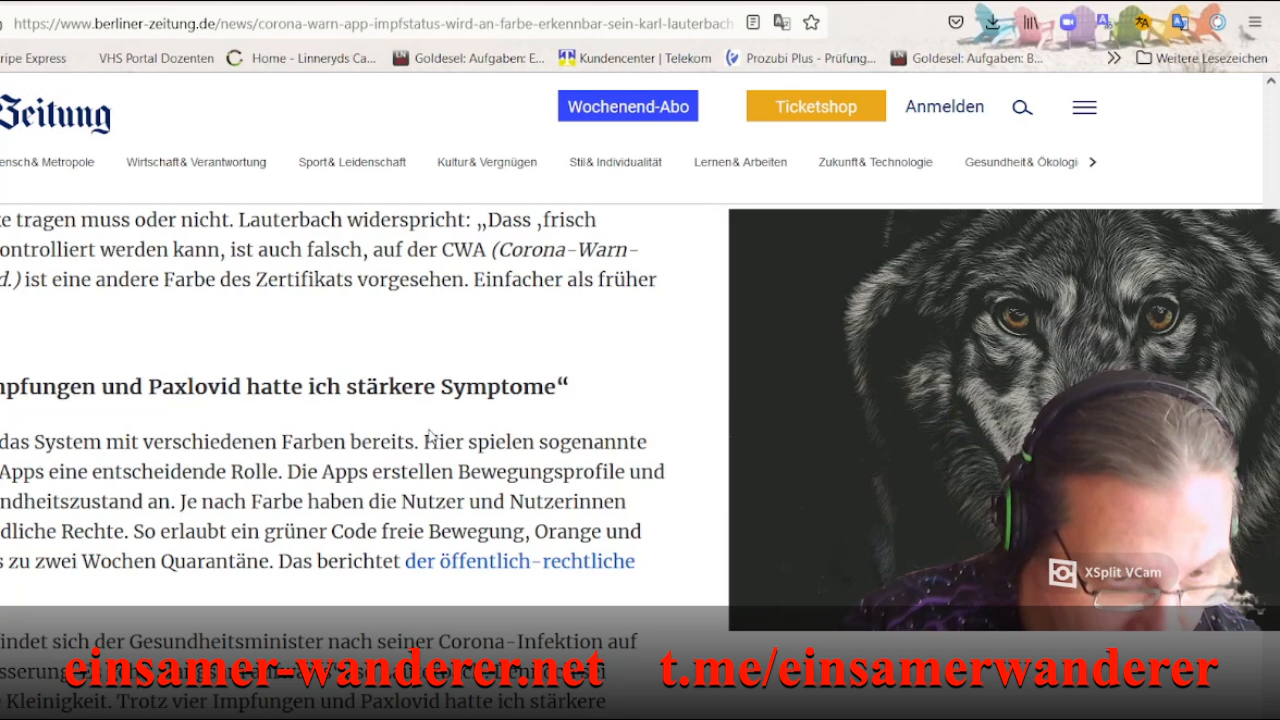 https://www.berliner-zeitung.de/news/corona-warn-app-impfstatus-wird-an-farbe-erkennbar-sein-karl-lauterbach
ripe Express VHS Portal Dozenten Home - Linneryds Ca... Goldesel: Aufgaben: E... Kundencenter | Telekom Prozubi Plus - Prüfung... Goldesel: Aufgaben: B... Weitere Lesezeichen
Zeitung Wochenend-Abo Ticketshop Anmelden
ensch & Metropole Wirtschaft & Verantwortung Sport & Leidenschaft Kultur & Vergnügen Stil & Individualität Lernen & Arbeiten Zukunft & Technologie Gesundheit & Ökologi
ke tragen muss oder nicht. Lauterbach widerspricht: „Dass ‚frisch
ontrolliert werden kann, ist auch falsch, auf der CWA (Corona-Warn-
d.) ist eine andere Farbe des Zertifikats vorgesehen. Einfacher als früher
mpfungen und Paxlovid hatte ich stärkere Symptome“
das System mit verschiedenen Farben bereits. Hier spielen sogenannte
Apps eine entscheidende Rolle. Die Apps erstellen Bewegungsprofile und
ndheitszustand an. Je nach Farbe haben die Nutzer und Nutzerinnen
dliche Rechte. So erlaubt ein grüner Code freie Bewegung, Orange und
s zu zwei Wochen Quarantäne. Das berichtet der öffentlich-rechtliche
XSplit VCam
indet sich der Gesundheitsminister nach seiner Corona-Infektion auf
sserung
einsamer-wanderer.net t.me/einsamerwanderer
e Kleinigkeit. Trotz vier Impfungen und Paxlovid hatte ich stärkere